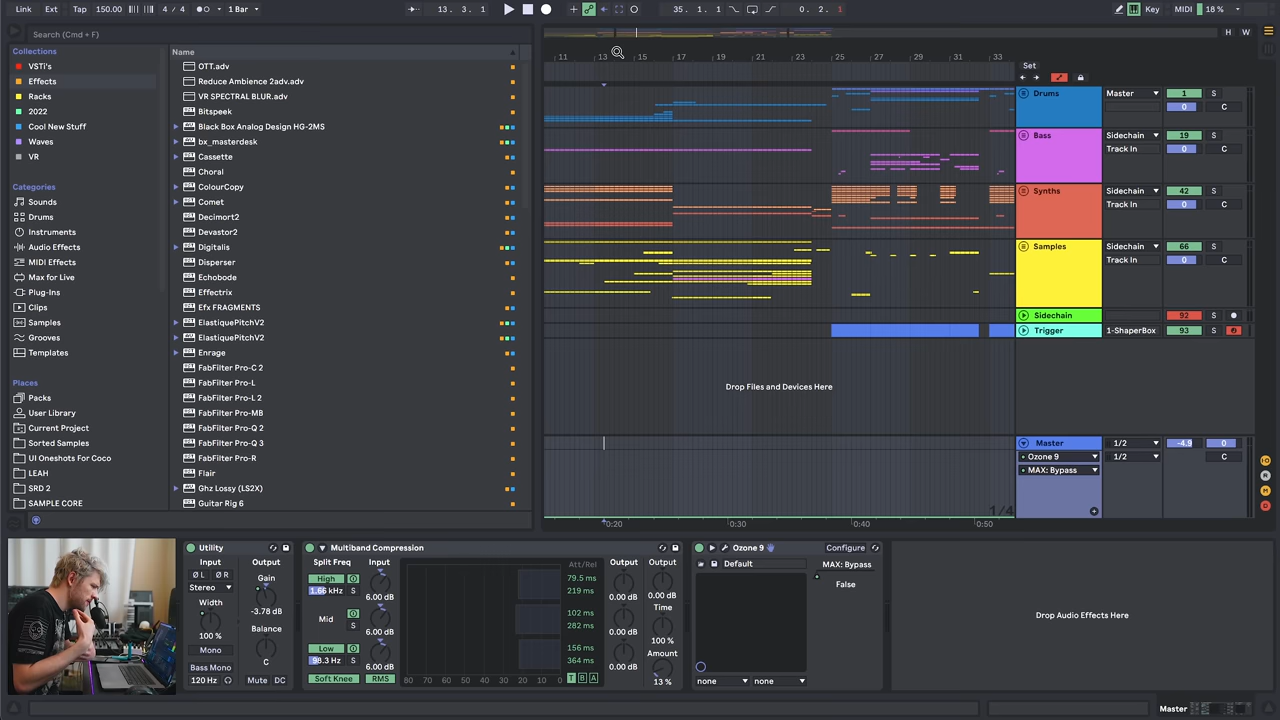 Link Ext Tap 150.00 4 / 4 1 Bar 13. 3. 1 35. 1. 1 0. 2. 1 Key MIDI 18 %
Search (Cmd + F)
Collections
VSTi's
Effects
Racks
2022
Cool New Stuff
Waves
VR
Categories
Sounds
Drums
Instruments
Audio Effects
MIDI Effects
Max for Live
Plug-Ins
Clips
Samples
Grooves
Templates
Places
Packs
User Library
Current Project
Sorted Samples
UI Oneshots For Coco
LEAH
SRD 2
SAMPLE CORE
Name
OTT.adv
Reduce Ambience 2adv.adv
VR SPECTRAL BLUR.adv
Bitspeek
Black Box Analog Design HG-2MS
bx_masterdesk
Cassette
Choral
ColourCopy
Comet
Decimort2
Devastor2
Digitalis
Disperser
Echobode
Effectrix
Efx FRAGMENTS
ElastiquePitchV2
ElastiquePitchV2
Enrage
FabFilter Pro-C 2
FabFilter Pro-L
FabFilter Pro-L 2
FabFilter Pro-MB
FabFilter Pro-Q 2
FabFilter Pro-Q 3
FabFilter Pro-R
Flair
Ghz Lossy (LS2X)
Guitar Rig 6
H W
11 13 15 17 19 21 23 25 27 29 31 33
Set
Drums Master 1 S
0 C
Bass Sidechain 19 S
Track In 0 C
Synths Sidechain 42 S
Track In 0 C
Samples Sidechain 66 S
Track In 0 C
Sidechain 92 S
Trigger 1-ShaperBox 93 S
Drop Files and Devices Here
Master 1/2 -4.9 0
Ozone 9 1/2 C
MAX: Bypass
1/4
0:20 0:30 0:40 0:50
Utility
Input Output
Ø L Ø R Gain
Stereo
Width -3.78 dB
Balance
100 %
Mono
Bass Mono C
120 Hz Mute DC
Multiband Compression
Split Freq Input Att/Rel Output Output
High 79.5 ms
1.66 kHz S 6.00 dB 219 ms 0.00 dB 0.00 dB
Time
Mid 102 ms
S 6.00 dB 282 ms 0.00 dB 100 %
Low 156 ms Amount
98.3 Hz S 6.00 dB 364 ms 0.00 dB
Soft Knee RMS 80 70 60 50 40 30 20 10 0 T B A 13 %
Ozone 9 Configure
Default MAX: Bypass
False
none none
Drop Audio Effects Here
Master